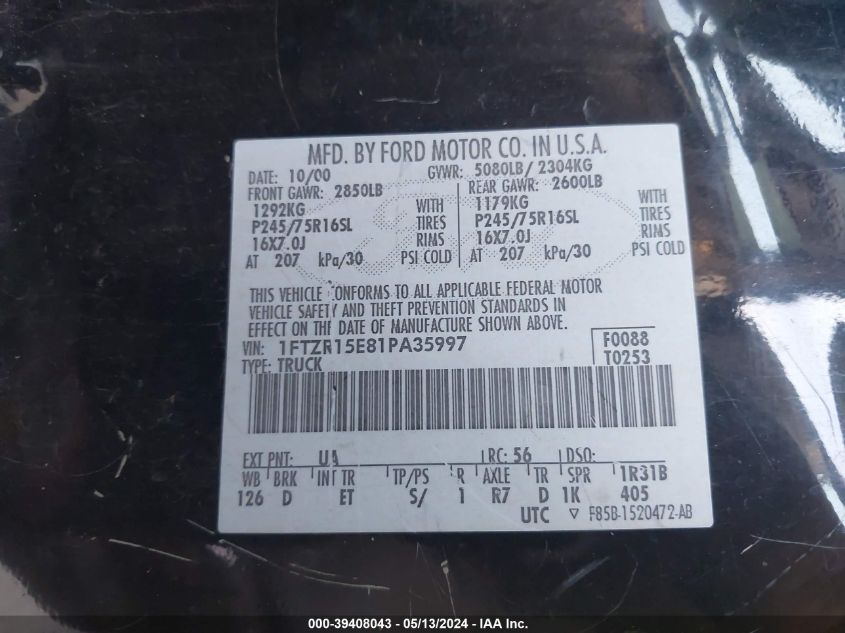 MFD. BY FORD MOTOR CO. IN U.S.A.
DATE: 10/00 GVWR: 5080LB/ 2304KG
FRONT GAWR: 2850LB REAR GAWR: 2600LB
1292KG WITH 1179KG WITH
P245/75R16SL TIRES P245/75R16SL TIRES
16X7.0J RIMS 16X7.0J RIMS
AT 207 kPa/30 PSI COLD AT 207 kPa/30 PSI COLD
THIS VEHICLE CONFORMS TO ALL APPLICABLE FEDERAL MOTOR
VEHICLE SAFETY AND THEFT PREVENTION STANDARDS IN
EFFECT ON THE DATE OF MANUFACTURE SHOWN ABOVE.
VIN: 1FTZR15E81PA35997 F0088
TYPE: TRUCK T0253
EXT PNT: UA RC: 56 DSO:
WB BRK INT TR TP/PS R AXLE TR SPR 1R31B
126 D ET S/ 1 R7 D 1K 405
UTC ▽ F85B-1520472-AB
000-39408043 - 05/13/2024 - IAA Inc.